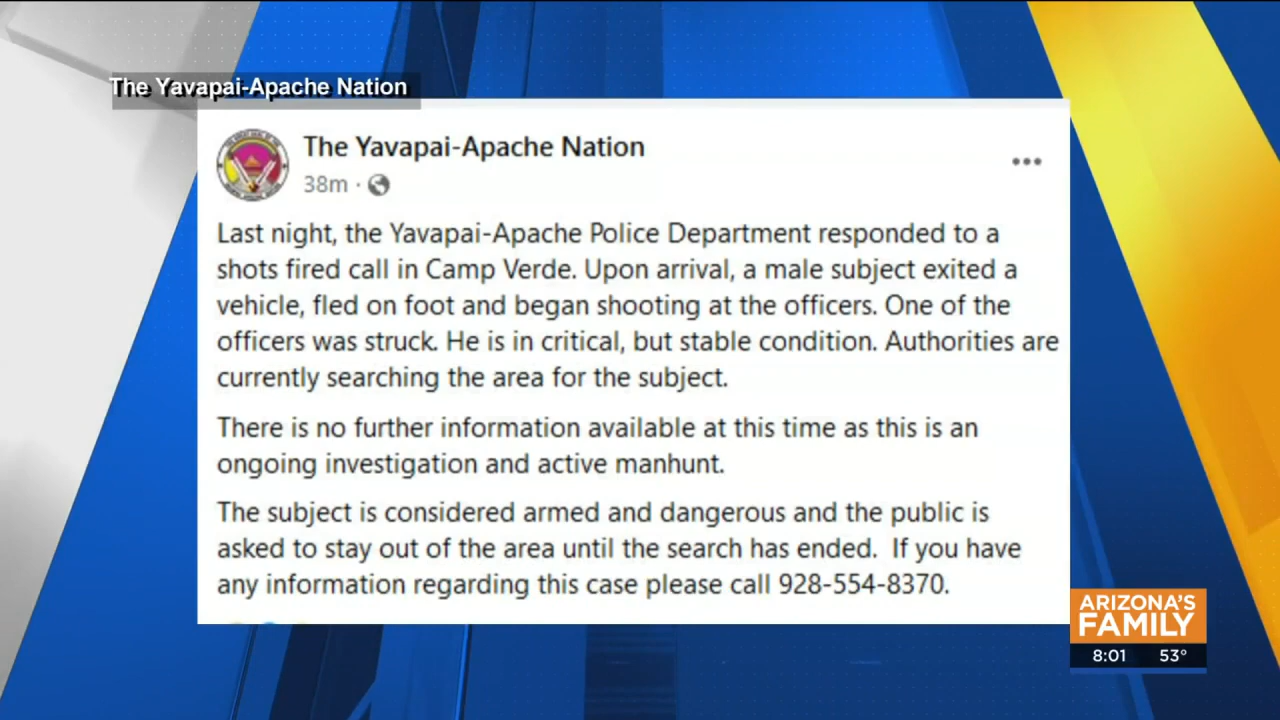 The Yavapai-Apache Nation
The Yavapai-Apache Nation
38m ·
Last night, the Yavapai-Apache Police Department responded to a
shots fired call in Camp Verde. Upon arrival, a male subject exited a
vehicle, fled on foot and began shooting at the officers. One of the
officers was struck. He is in critical, but stable condition. Authorities are
currently searching the area for the subject.
There is no further information available at this time as this is an
ongoing investigation and active manhunt.
The subject is considered armed and dangerous and the public is
asked to stay out of the area until the search has ended.  If you have
any information regarding this case please call 928-554-8370.
ARIZONA'S
FAMILY
8:01 53°